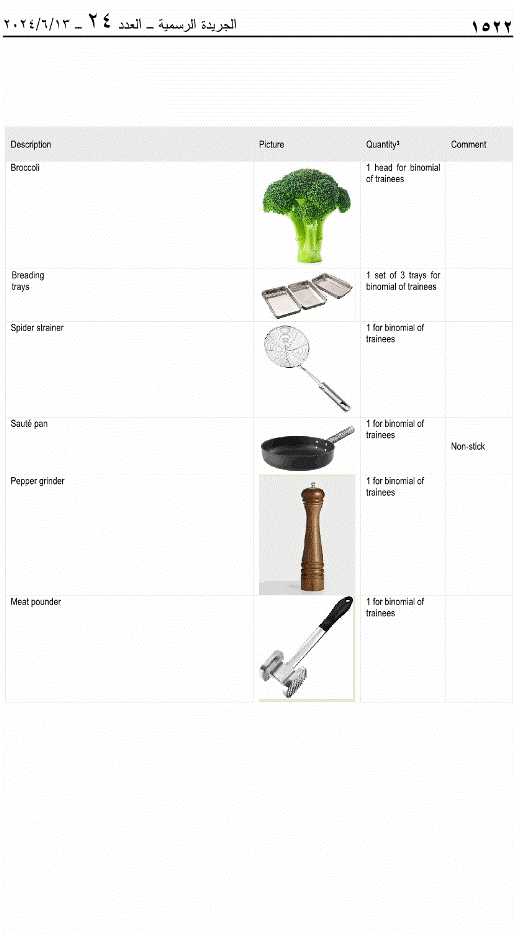 ١٥٢٢ الجريدة الرسمية ــ العدد ٢٤ ــ ٢٠٢٤/٦/١٣
Description Picture Quantity³ Comment
Broccoli 1 head for binomial
of trainees
Breading 1 set of 3 trays for
trays binomial of trainees
Spider strainer 1 for binomial of
trainees
Sauté pan 1 for binomial of
trainees
Non-stick
Pepper grinder 1 for binomial of
trainees
Meat pounder 1 for binomial of
trainees